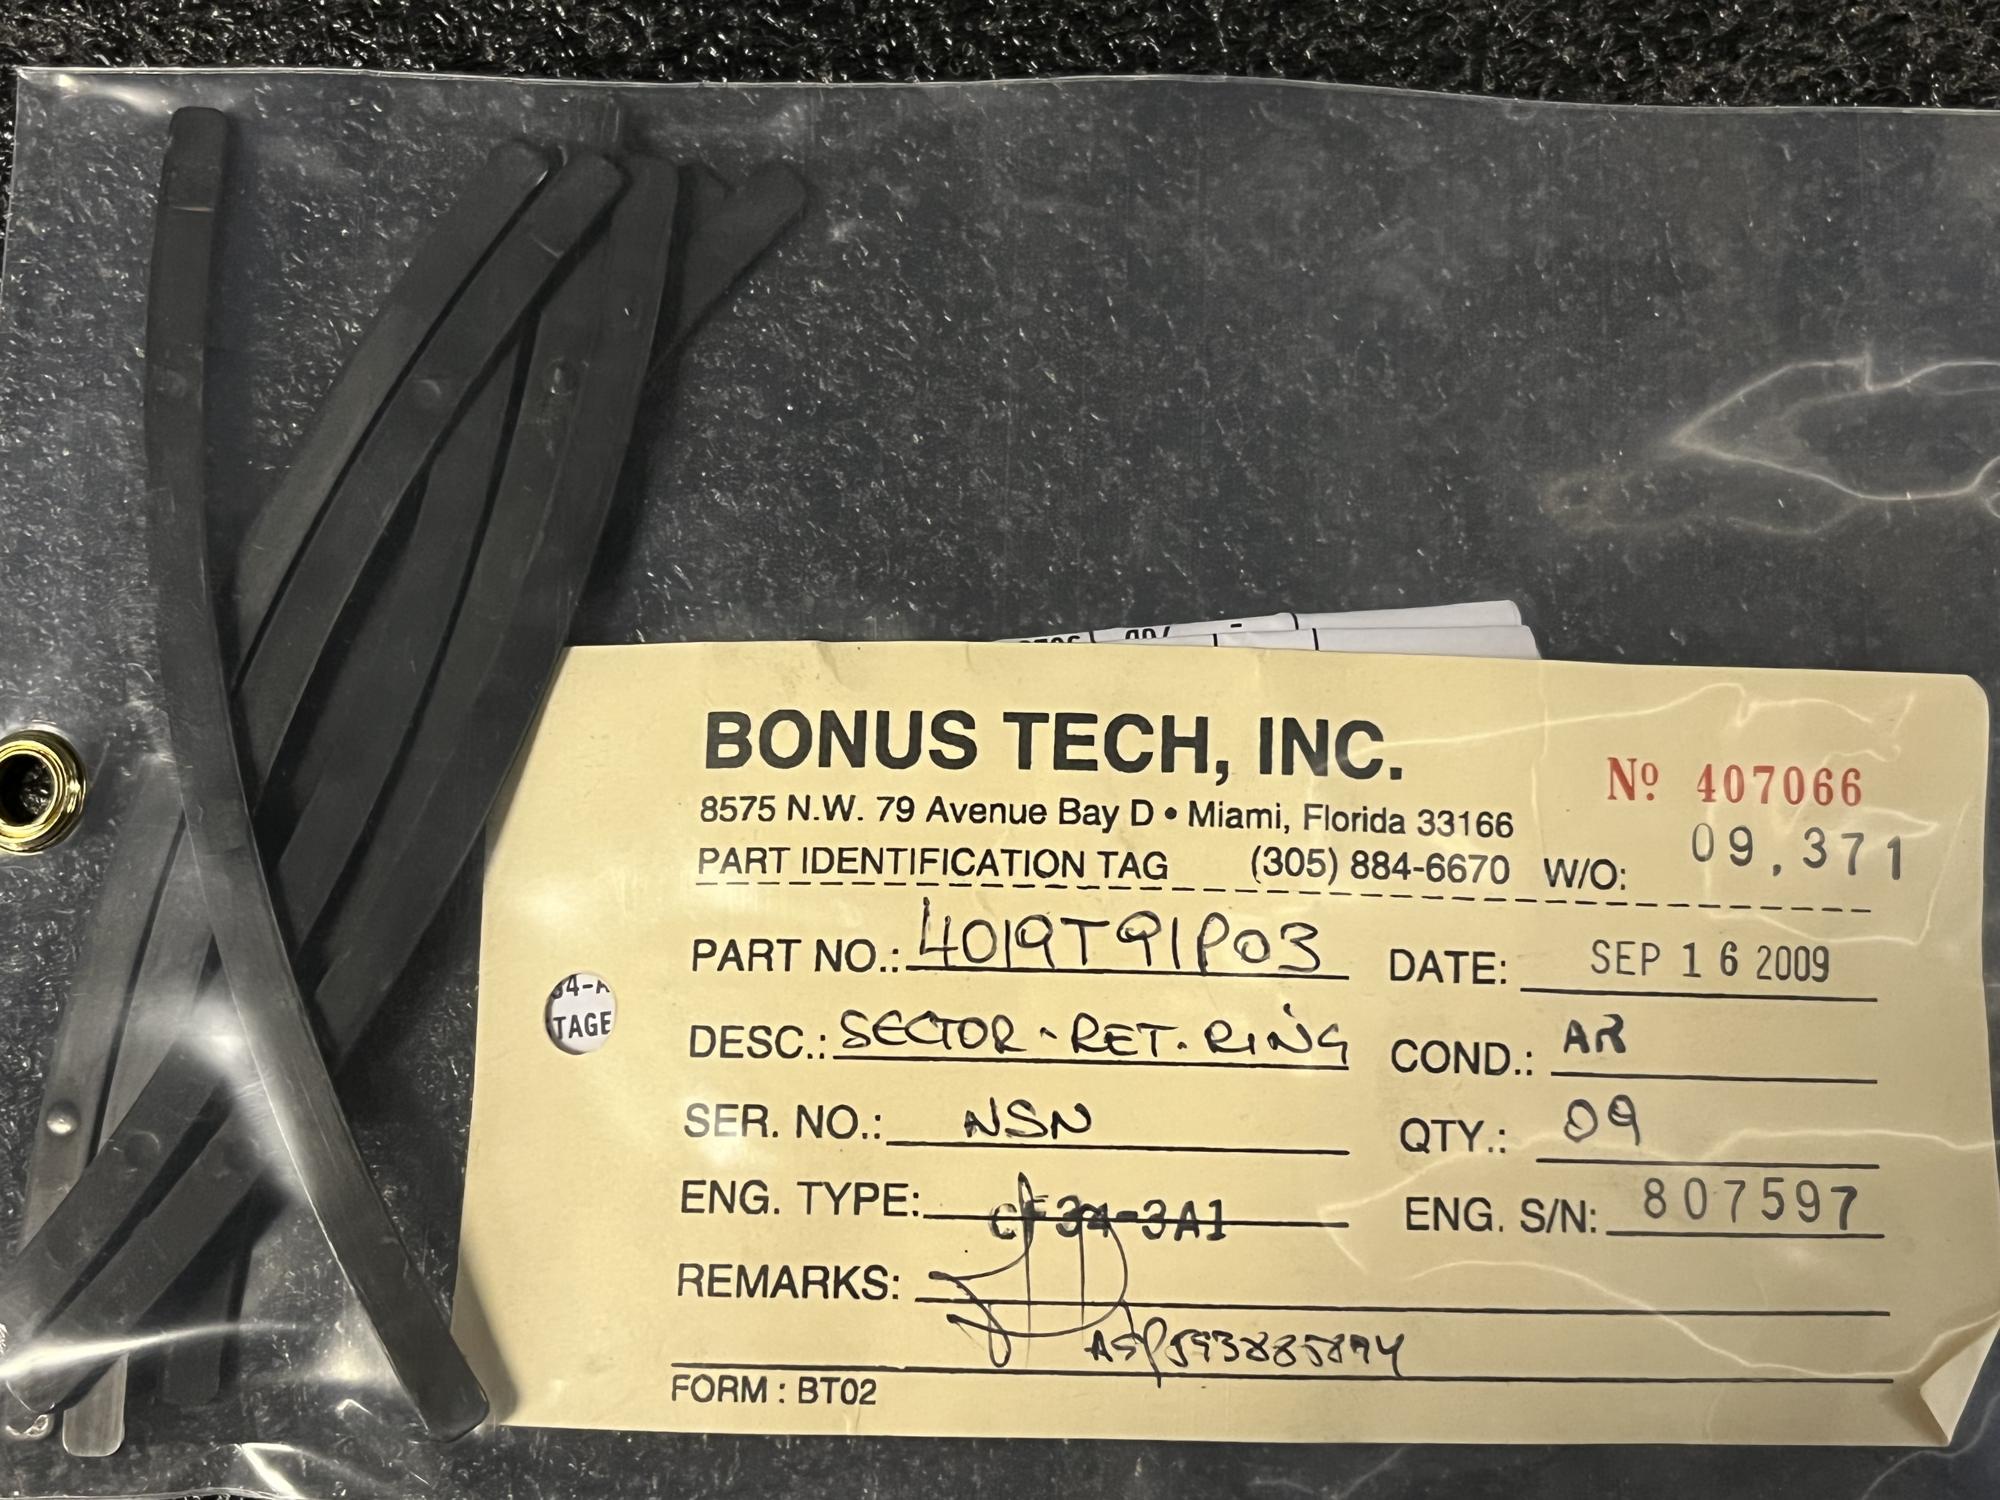 BONUS TECH, INC.
Nº 407066
8575 N.W. 79 Avenue Bay D • Miami, Florida 33166
PART IDENTIFICATION TAG (305) 884-6670 W/O: 09,371
PART NO.: 4019T91P03 DATE: SEP 16 2009
DESC.: SECTOR - RET. RING COND.: AR
SER. NO.: NSN QTY.: 09
ENG. TYPE: CF34-3A1 ENG. S/N: 807597
REMARKS:
FORM : BT02
TAGE